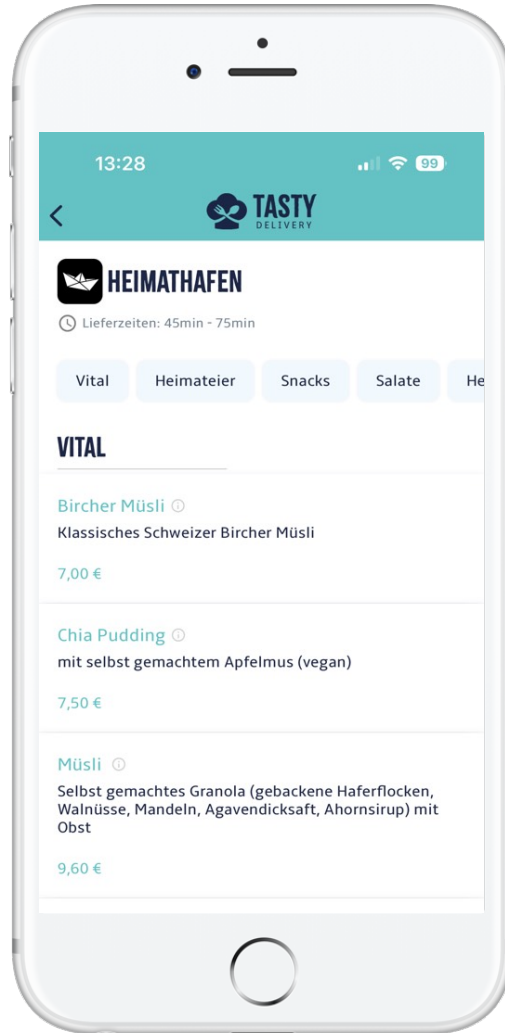 13:28
99
TASTY
DELIVERY
HEIMATHAFEN
Lieferzeiten: 45min - 75min
Vital
Heimateier
Snacks
Salate
He
VITAL
Bircher Müsli
Klassisches Schweizer Bircher Müsli
7,00 €
Chia Pudding
mit selbst gemachtem Apfelmus (vegan)
7,50 €
Müsli
Selbst gemachtes Granola (gebackene Haferflocken,
Walnüsse, Mandeln, Agavendicksaft, Ahornsirup) mit
Obst
9,60 €